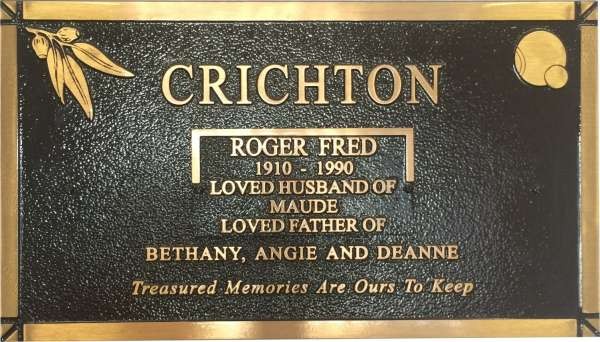 CRICHTON
ROGER FRED
1910 - 1990
LOVED HUSBAND OF
MAUDE
LOVED FATHER OF
BETHANY, ANGIE AND DEANNE
Treasured Memories Are Ours To Keep